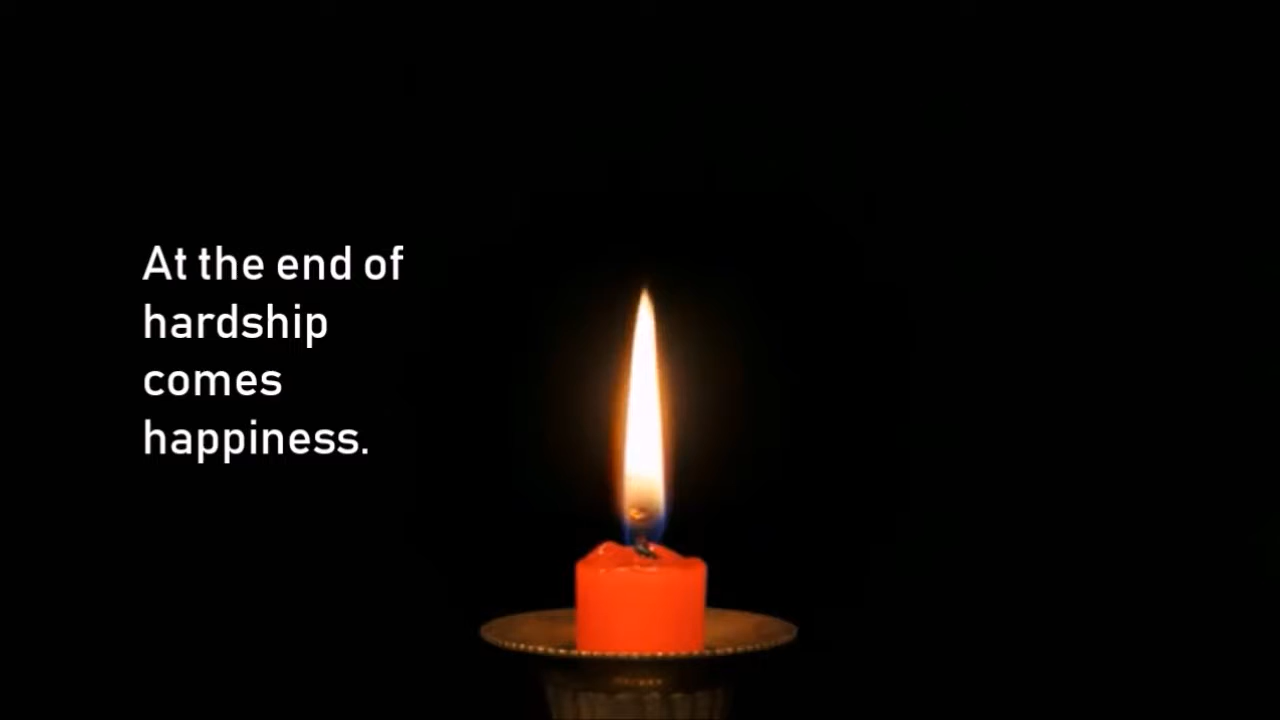 At the end of
hardship
comes
happiness.